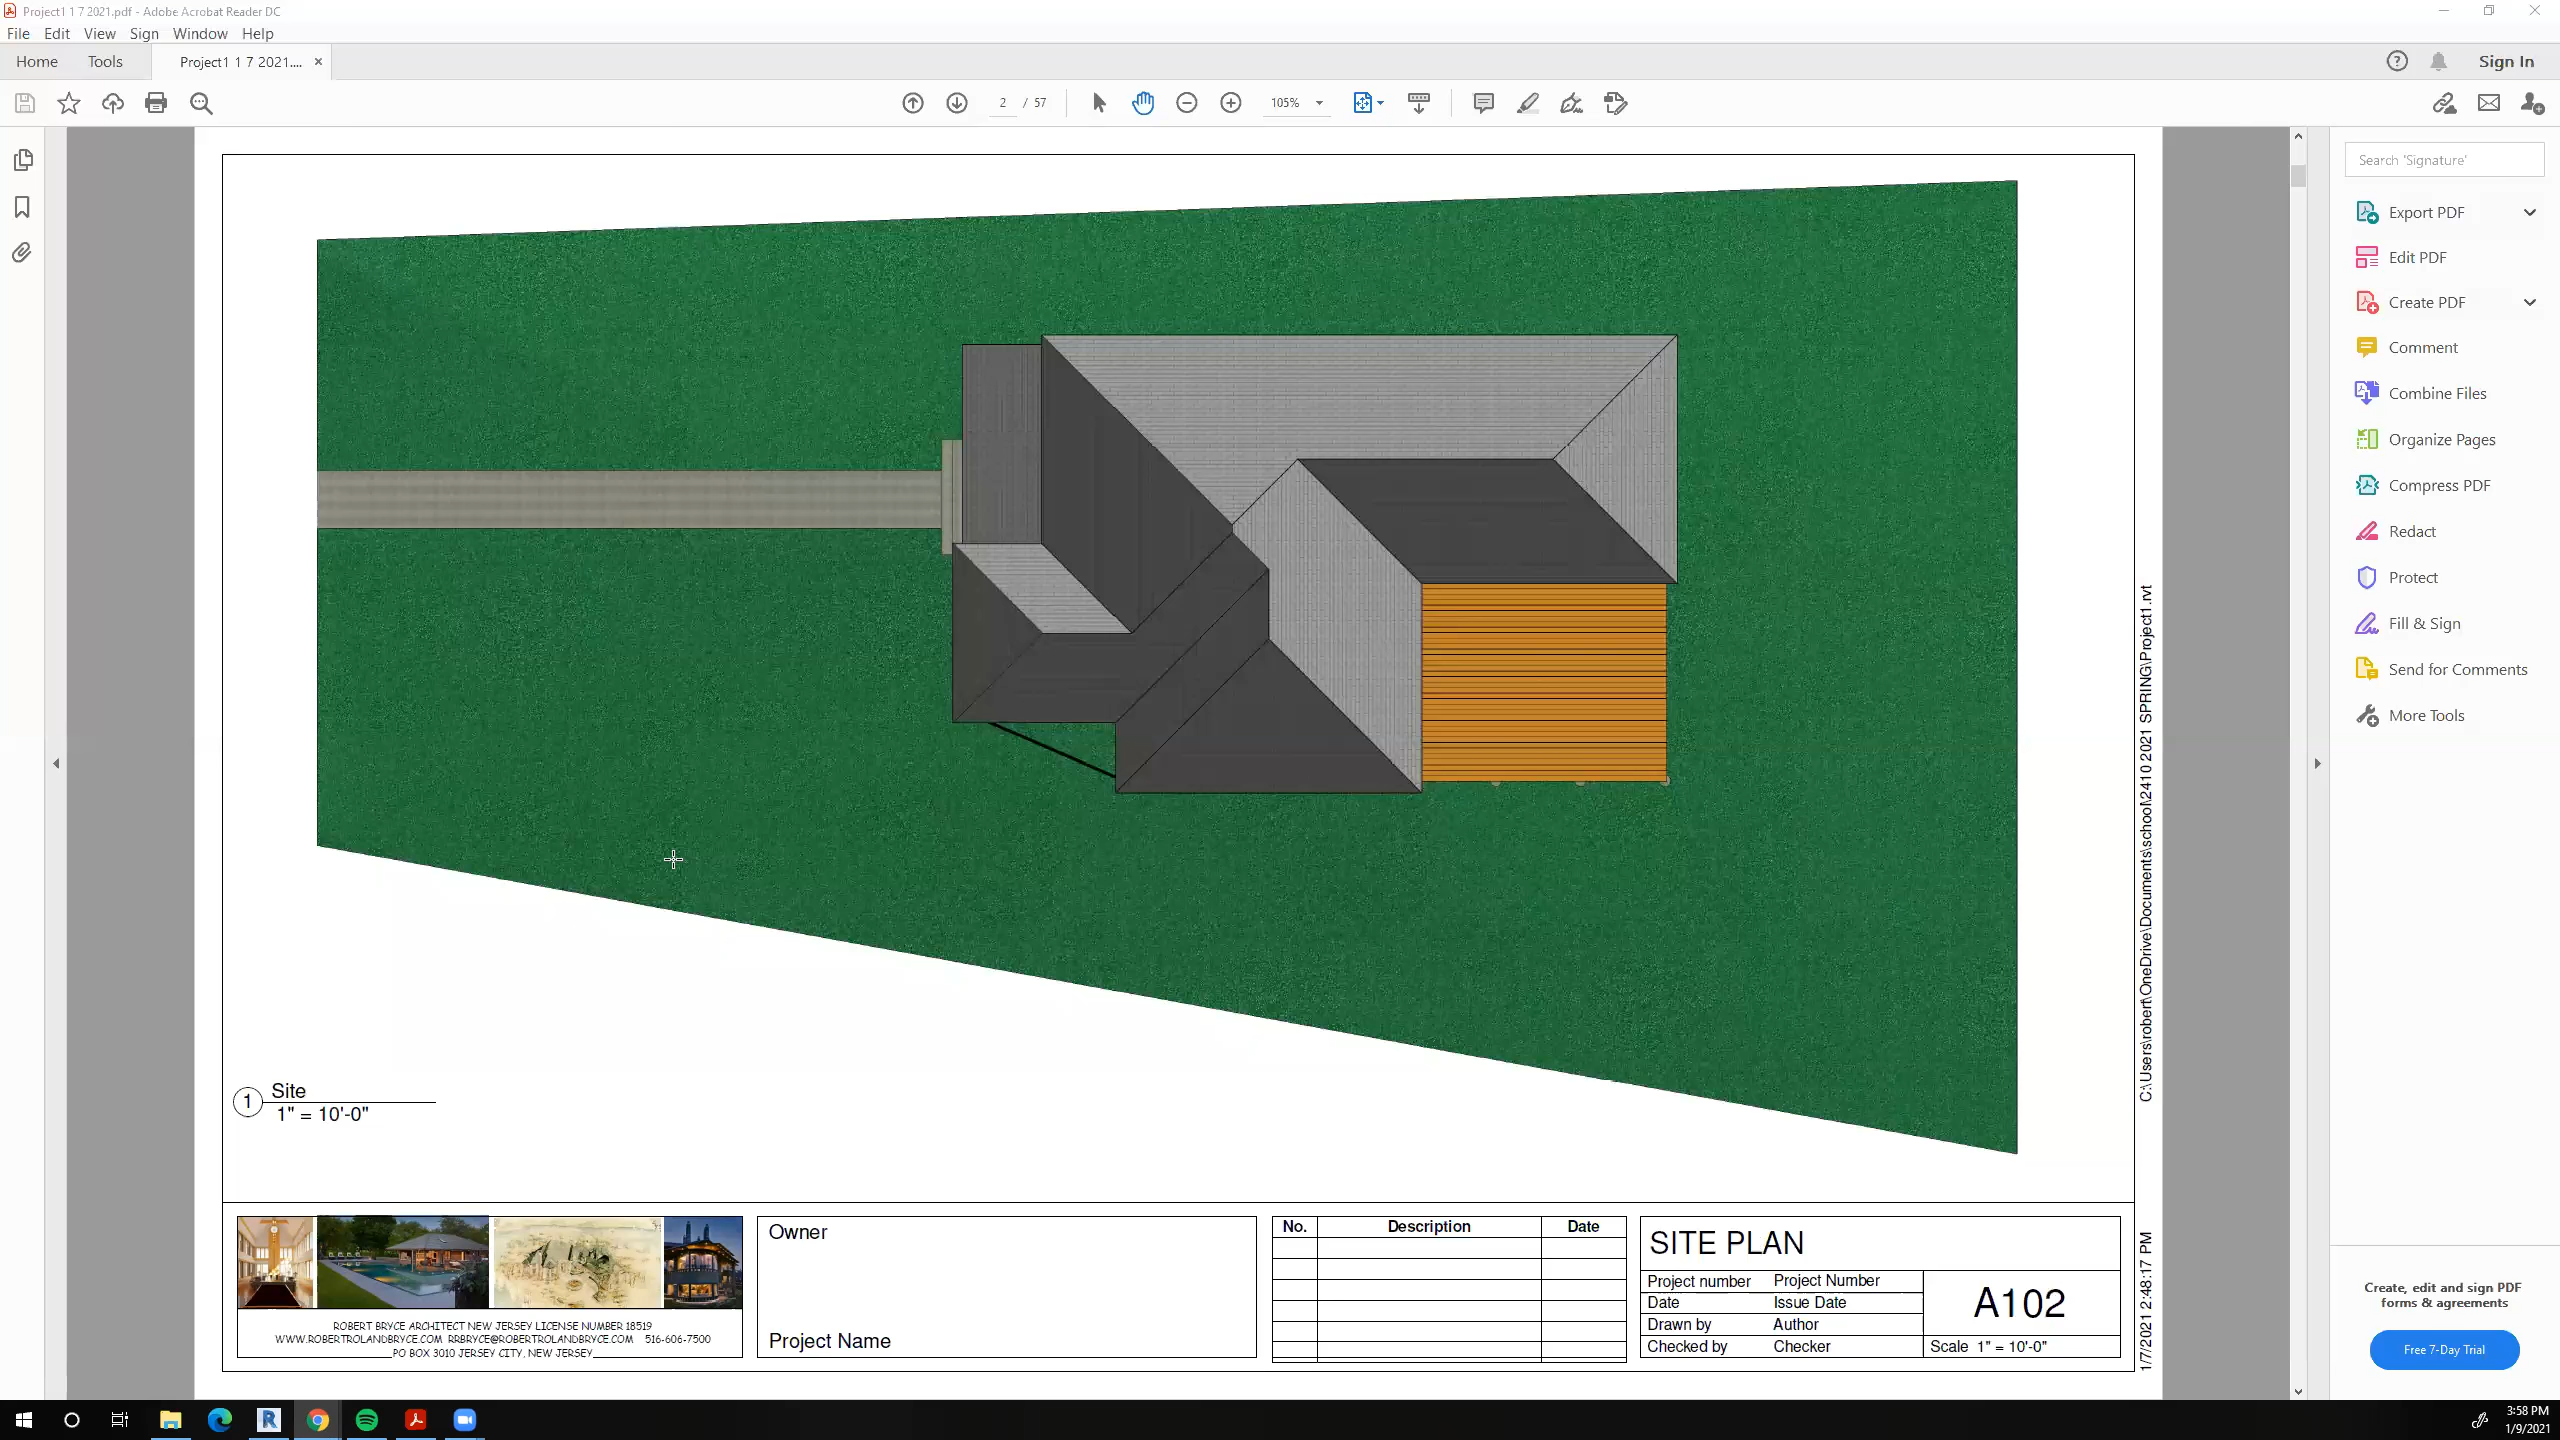 Project1 1 7 2021.pdf - Adobe Acrobat Reader DC
File Edit View Sign Window Help
Home Tools Project1 1 7 2021.... × Sign In
2 / 57 105%
Search 'Signature'
Export PDF
Edit PDF
Create PDF
Comment
Combine Files
Organize Pages
Compress PDF
Redact
Protect
Fill & Sign
Send for Comments
More Tools
Create, edit and sign PDF
forms & agreements
Free 7-Day Trial
C:\Users\robert\OneDrive\Documents\school\2410 2021 SPRING\Project1.rvt
1/7/2021 2:48:17 PM
1 Site
1" = 10'-0"
ROBERT BRYCE ARCHITECT NEW JERSEY LICENSE NUMBER 18519
WWW.ROBERTROLANDBRYCE.COM RRBRYCE@ROBERTROLANDBRYCE.COM 516-606-7500
PO BOX 3010 JERSEY CITY, NEW JERSEY
Owner
Project Name
No. Description Date
SITE PLAN
Project number Project Number
Date Issue Date
Drawn by Author
Checked by Checker
A102
Scale 1" = 10'-0"
3:58 PM
1/9/2021